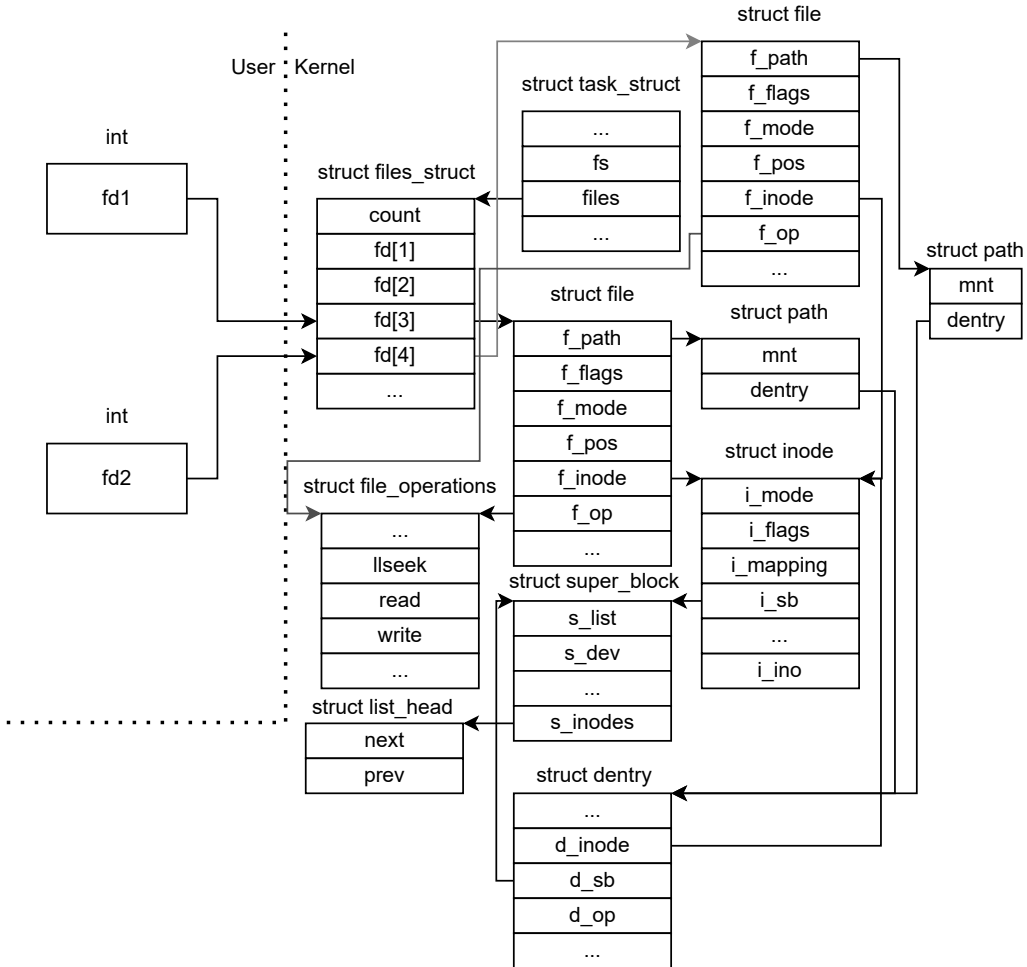 struct file
f_path
f_flags
f_mode
f_pos
f_inode
f_op
...
User
Kernel
struct task_struct
...
fs
files
...
int
fd1
struct files_struct
count
fd[1]
fd[2]
fd[3]
fd[4]
...
struct path
mnt
dentry
struct file
f_path
f_flags
f_mode
f_pos
f_inode
f_op
...
struct path
mnt
dentry
int
fd2
struct inode
i_mode
i_flags
i_mapping
i_sb
...
i_ino
struct file_operations
...
llseek
read
write
...
struct super_block
s_list
s_dev
...
s_inodes
struct list_head
next
prev
struct dentry
...
d_inode
d_sb
d_op
...